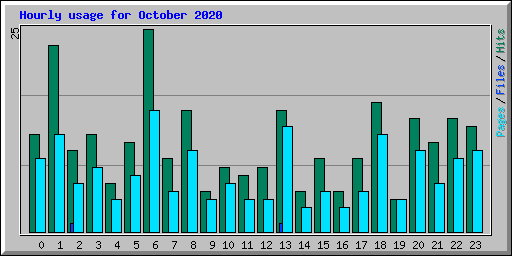 Hourly usage for October 2020
25
Pages/Files/Hits
0 1 2 3 4 5 6 7 8 9 10 11 12 13 14 15 16 17 18 19 20 21 22 23